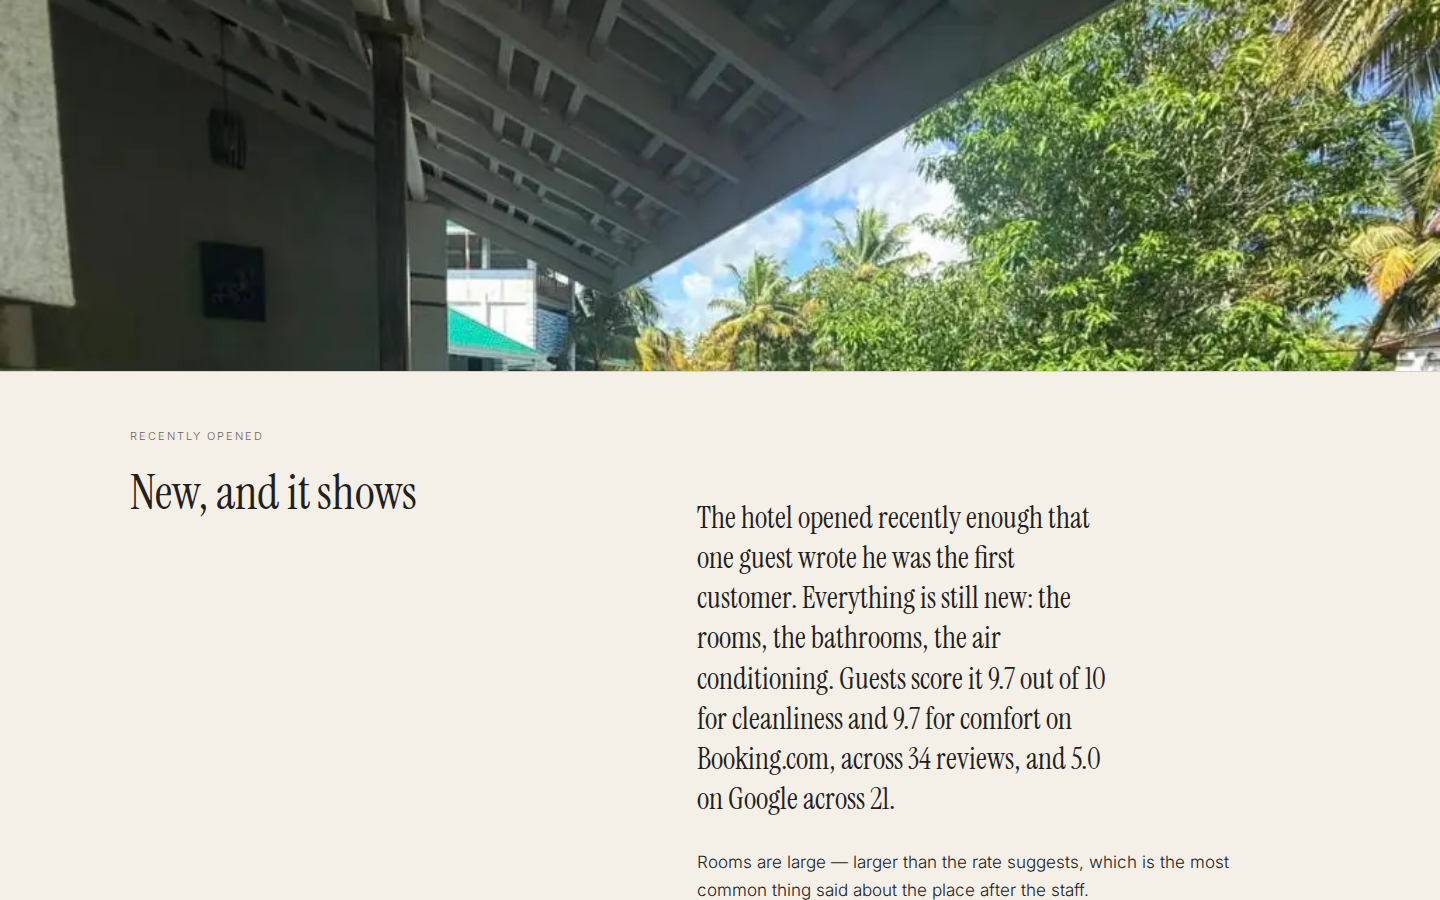 RECENTLY OPENED
New, and it shows
The hotel opened recently enough that
one guest wrote he was the first
customer. Everything is still new: the
rooms, the bathrooms, the air
conditioning. Guests score it 9.7 out of 10
for cleanliness and 9.7 for comfort on
Booking.com, across 34 reviews, and 5.0
on Google across 21.
Rooms are large — larger than the rate suggests, which is the most
common thing said about the place after the staff.